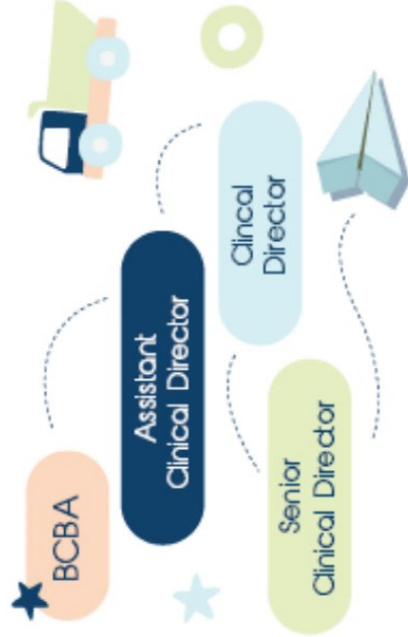 BCBA
Assistant
Clinical Director
Clincal
Director
Senior
Clinical Director